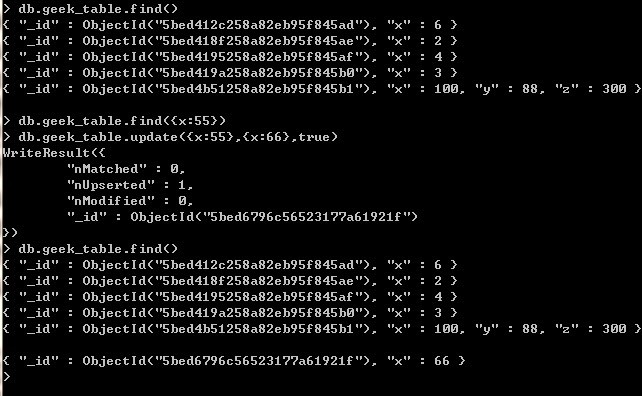 > db.geek_table.find()
{ "_id" : ObjectId("5bed412c258a82eb95f845ad"), "x" : 6 }
{ "_id" : ObjectId("5bed418f258a82eb95f845ae"), "x" : 2 }
{ "_id" : ObjectId("5bed4195258a82eb95f845af"), "x" : 4 }
{ "_id" : ObjectId("5bed419a258a82eb95f845b0"), "x" : 3 }
{ "_id" : ObjectId("5bed4b51258a82eb95f845b1"), "x" : 100, "y" : 88, "z" : 300 }
> db.geek_table.find({x:55})
> db.geek_table.update({x:55},{x:66},true)
WriteResult({
        "nMatched" : 0,
        "nUpserted" : 1,
        "nModified" : 0,
        "_id" : ObjectId("5bed6796c56523177a61921f")
})
> db.geek_table.find()
{ "_id" : ObjectId("5bed412c258a82eb95f845ad"), "x" : 6 }
{ "_id" : ObjectId("5bed418f258a82eb95f845ae"), "x" : 2 }
{ "_id" : ObjectId("5bed4195258a82eb95f845af"), "x" : 4 }
{ "_id" : ObjectId("5bed419a258a82eb95f845b0"), "x" : 3 }
{ "_id" : ObjectId("5bed4b51258a82eb95f845b1"), "x" : 100, "y" : 88, "z" : 300 }
{ "_id" : ObjectId("5bed6796c56523177a61921f"), "x" : 66 }
>